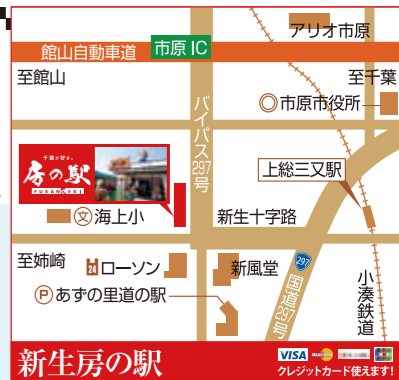 アリオ市原
館山自動車道
市原IC
至館山
至千葉
◎市原市役所
バイパス297号
千葉が好き。
房の駅
FUSANOEKI
上総三又駅
文 海上小
新生十字路
至姉崎
24 ローソン
新風堂
297
国道297号
小湊鉄道
P あずの里道の駅
新生房の駅
VISA
クレジットカード使えます!